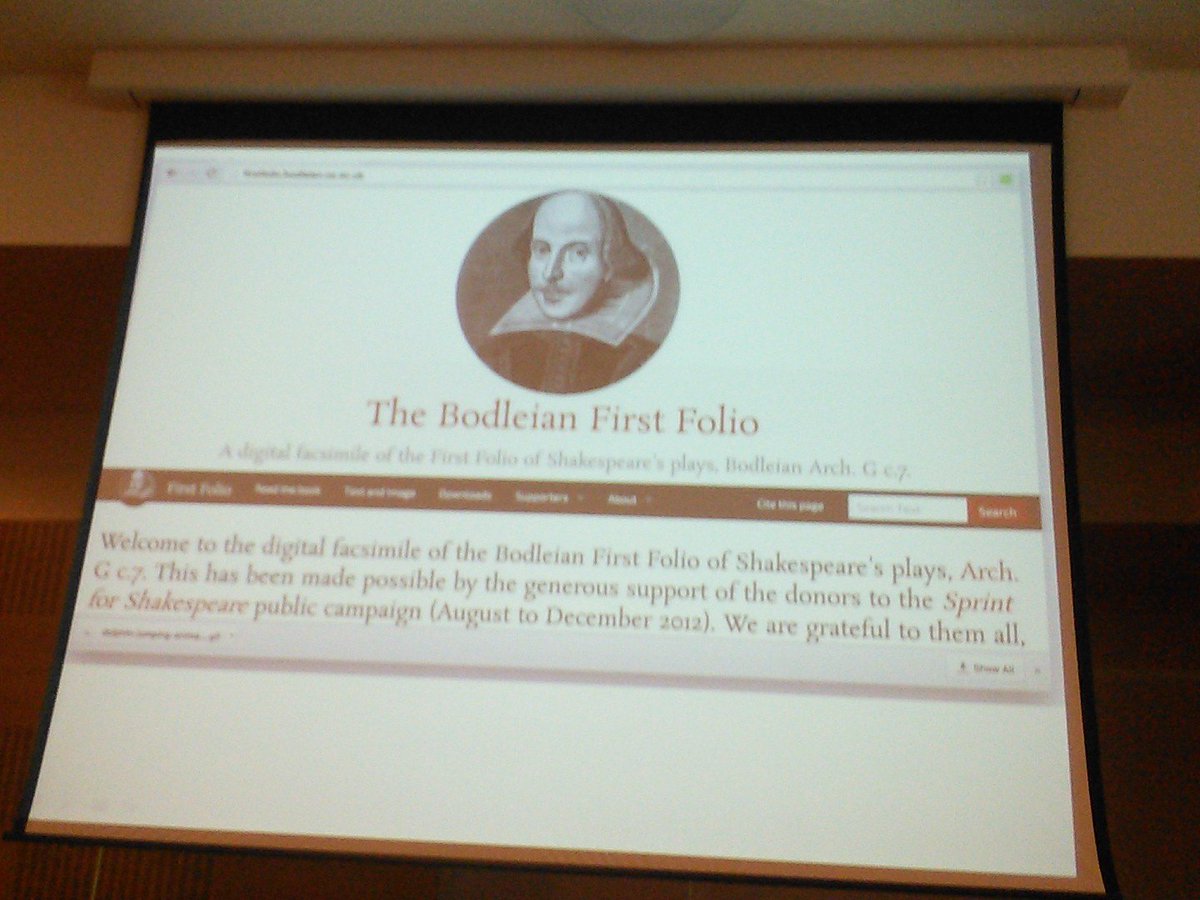 The Bodleian First Folio
A digital facsimile of the First Folio of Shakespeare's plays, Bodleian Arch. G c.7.
First Folio Read the book Text and Image Downloads Supporters About Cite this page Search Text Search
Welcome to the digital facsimile of the Bodleian First Folio of Shakespeare's plays, Arch.
G c.7. This has been made possible by the generous support of the donors to the Sprint
for Shakespeare public campaign (August to December 2012). We are grateful to them all,
Show All